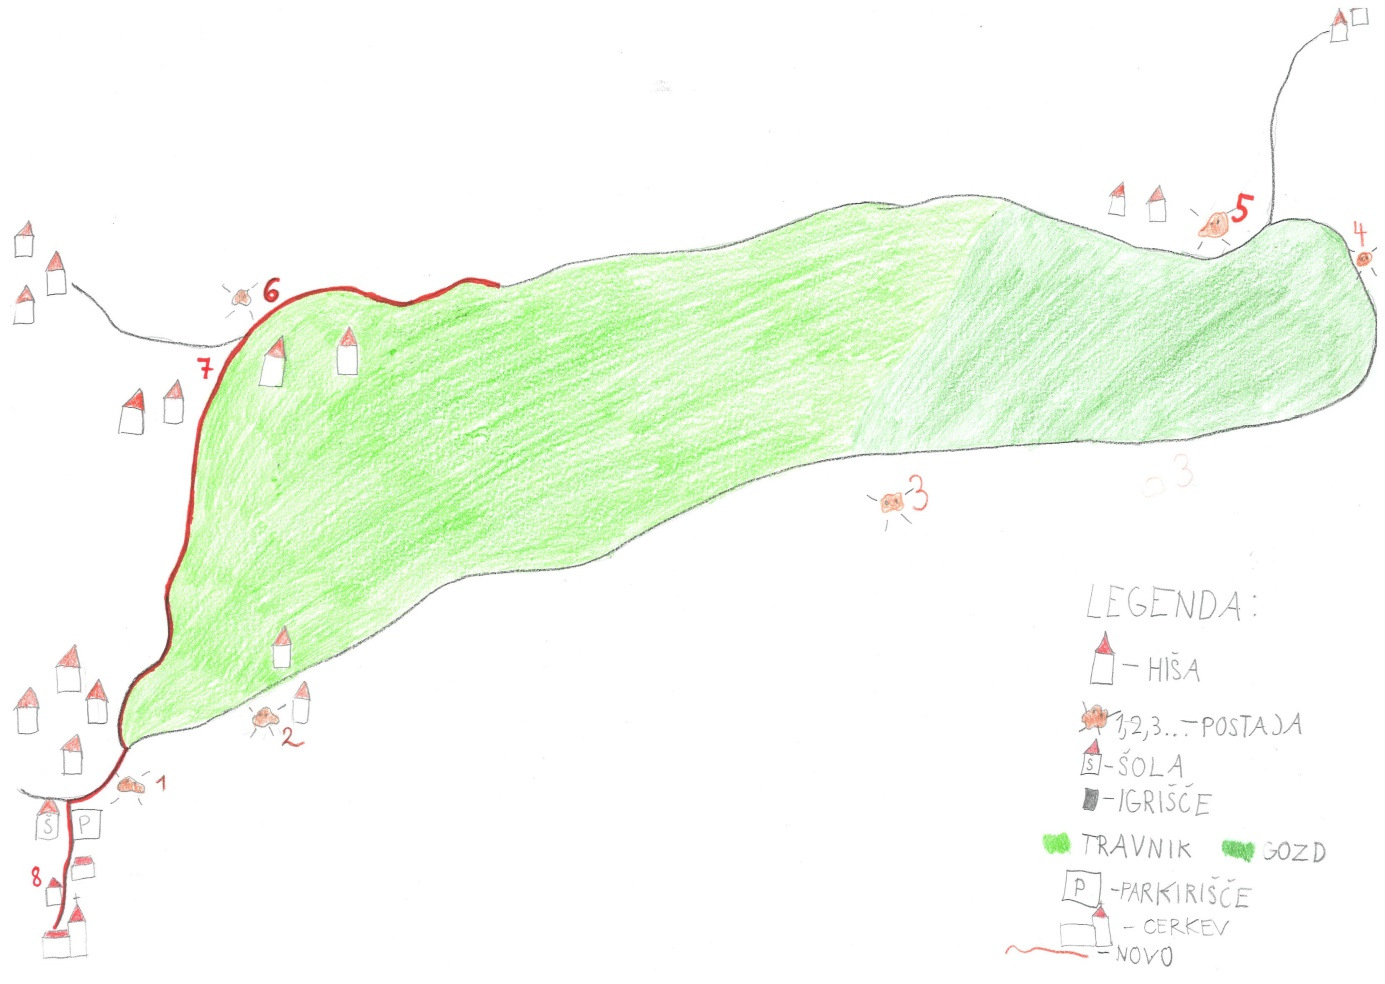 5
4
6
7
3
3
2
1
Š P
8
LEGENDA:
- HIŠA
1,2,3... - POSTAJA
Š - ŠOLA
- IGRIŠČE
TRAVNIK GOZD
P - PARKIRIŠČE
- CERKEV
- NOVO